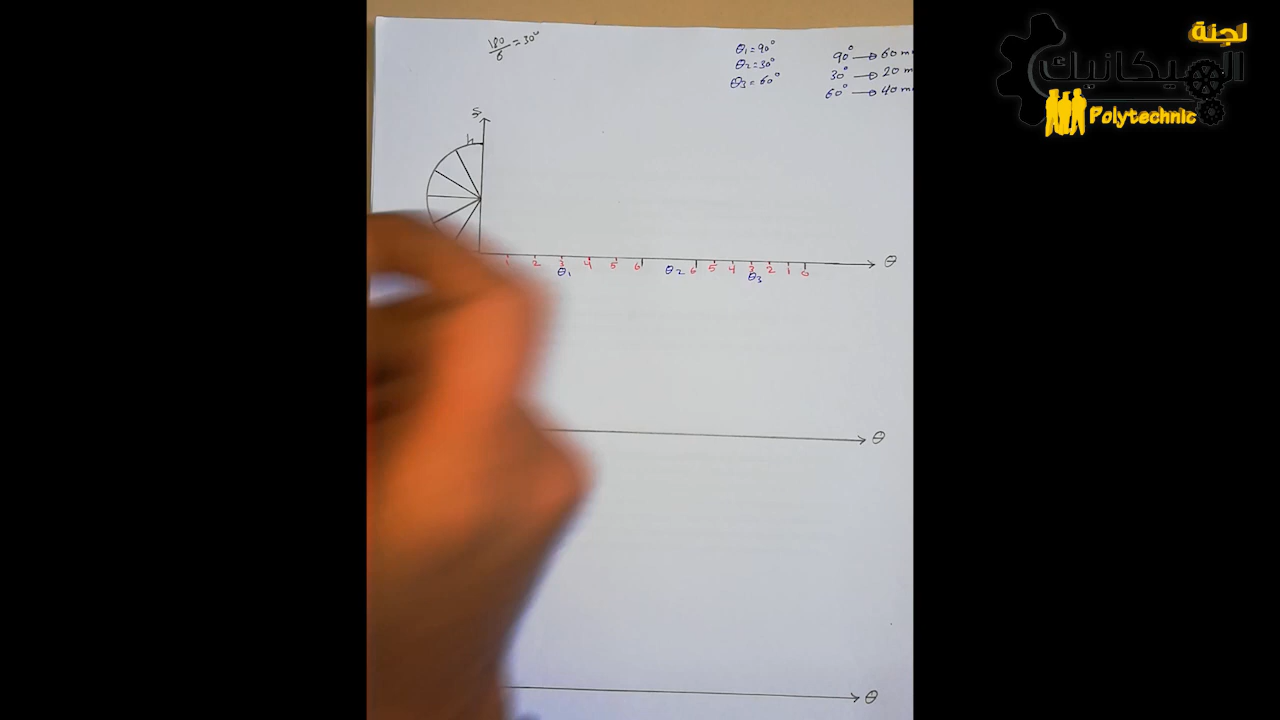 لجنة
الميكانيك
Polytechnic
180/6 = 30°
θ₁ = 90°
θ₂ = 30°
θ₃ = 60°
90° → 60 m
30° → 20 m
60° → 40 m
S
h
θ
1 2 3 4 5 6 6 5 4 3 2 1 0
θ₁ θ₂ θ₃
θ
θ